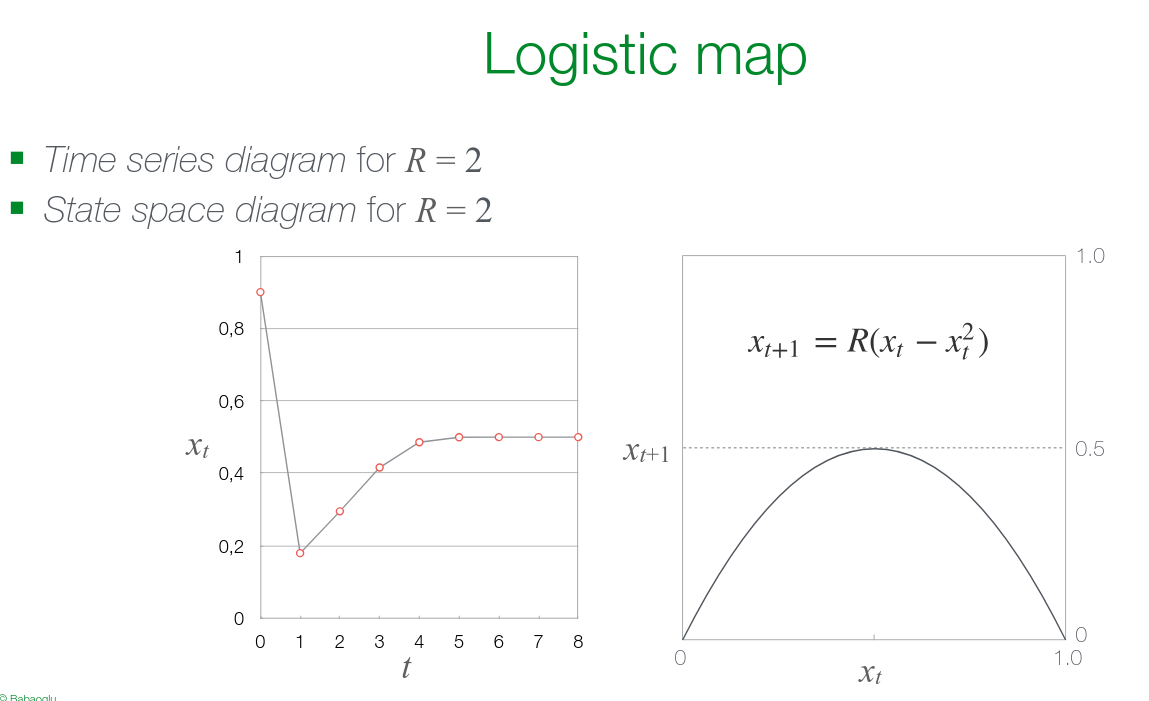 Logistic map
▪ Time series diagram for R = 2
▪ State space diagram for R = 2
1
0,8
0,6
0,4
0,2
0
x_t
0 1 2 3 4 5 6 7 8
t
x_{t+1} = R(x_t − x_t^2)
x_{t+1}
1.0
0.5
0
0 1.0
x_t
© Babaoglu